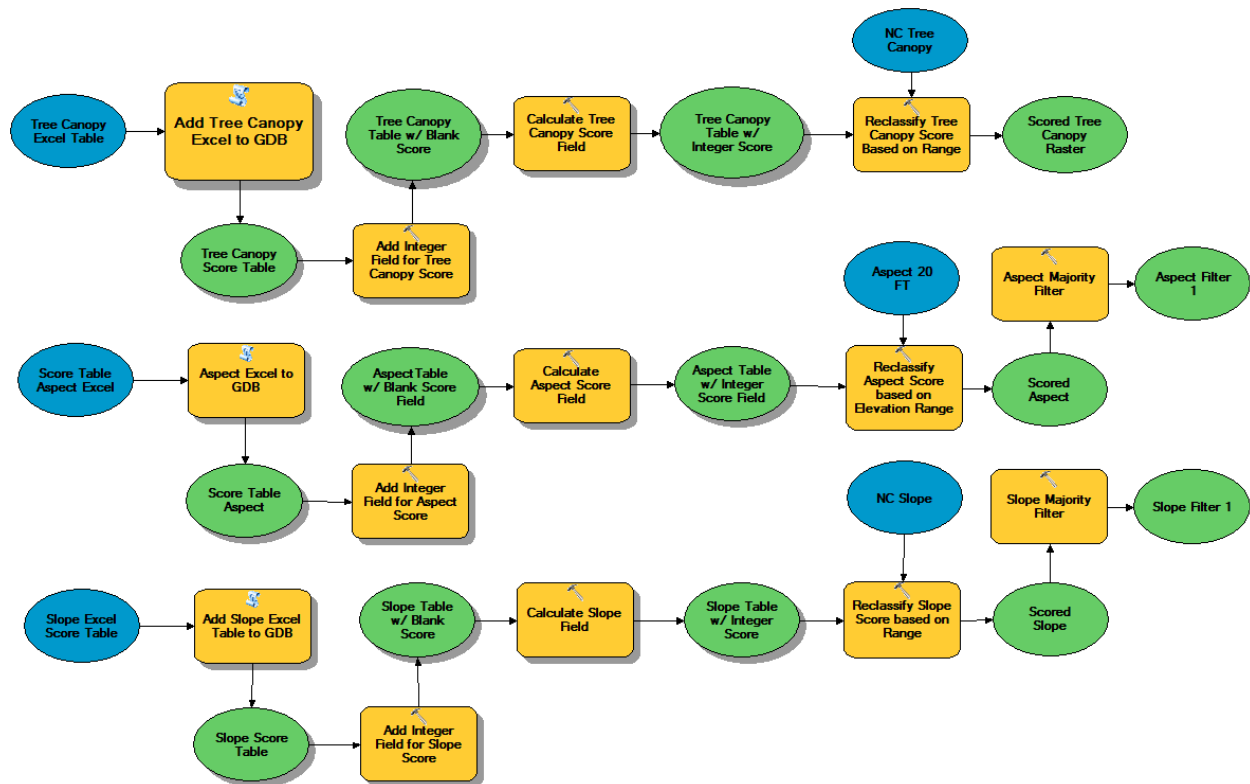 NC Tree
Canopy
Tree Canopy
Excel Table
Add Tree Canopy
Excel to GDB
Tree Canopy
Table w/ Blank
Score
Calculate Tree
Canopy Score
Field
Tree Canopy
Table w/
Integer Score
Reclassify Tree
Canopy Score
Based on Range
Scored Tree
Canopy
Raster
Tree Canopy
Score Table
Add Integer
Field for Tree
Canopy Score
Aspect 20
FT
Aspect Majority
Filter
Aspect Filter
1
Score Table
Aspect Excel
Aspect Excel to
GDB
AspectTable
w/ Blank Score
Field
Calculate
Aspect Score
Field
Aspect Table
w/ Integer
Score Field
Reclassify
Aspect Score
based on
Elevation Range
Scored
Aspect
Score Table
Aspect
Add Integer
Field for Aspect
Score
NC Slope
Slope Majority
Filter
Slope Filter 1
Slope Excel
Score Table
Add Slope Excel
Table to GDB
Slope Table
w/ Blank
Score
Calculate Slope
Field
Slope Table
w/ Integer
Score
Reclassify Slope
Score based on
Range
Scored
Slope
Slope Score
Table
Add Integer
Field for Slope
Score